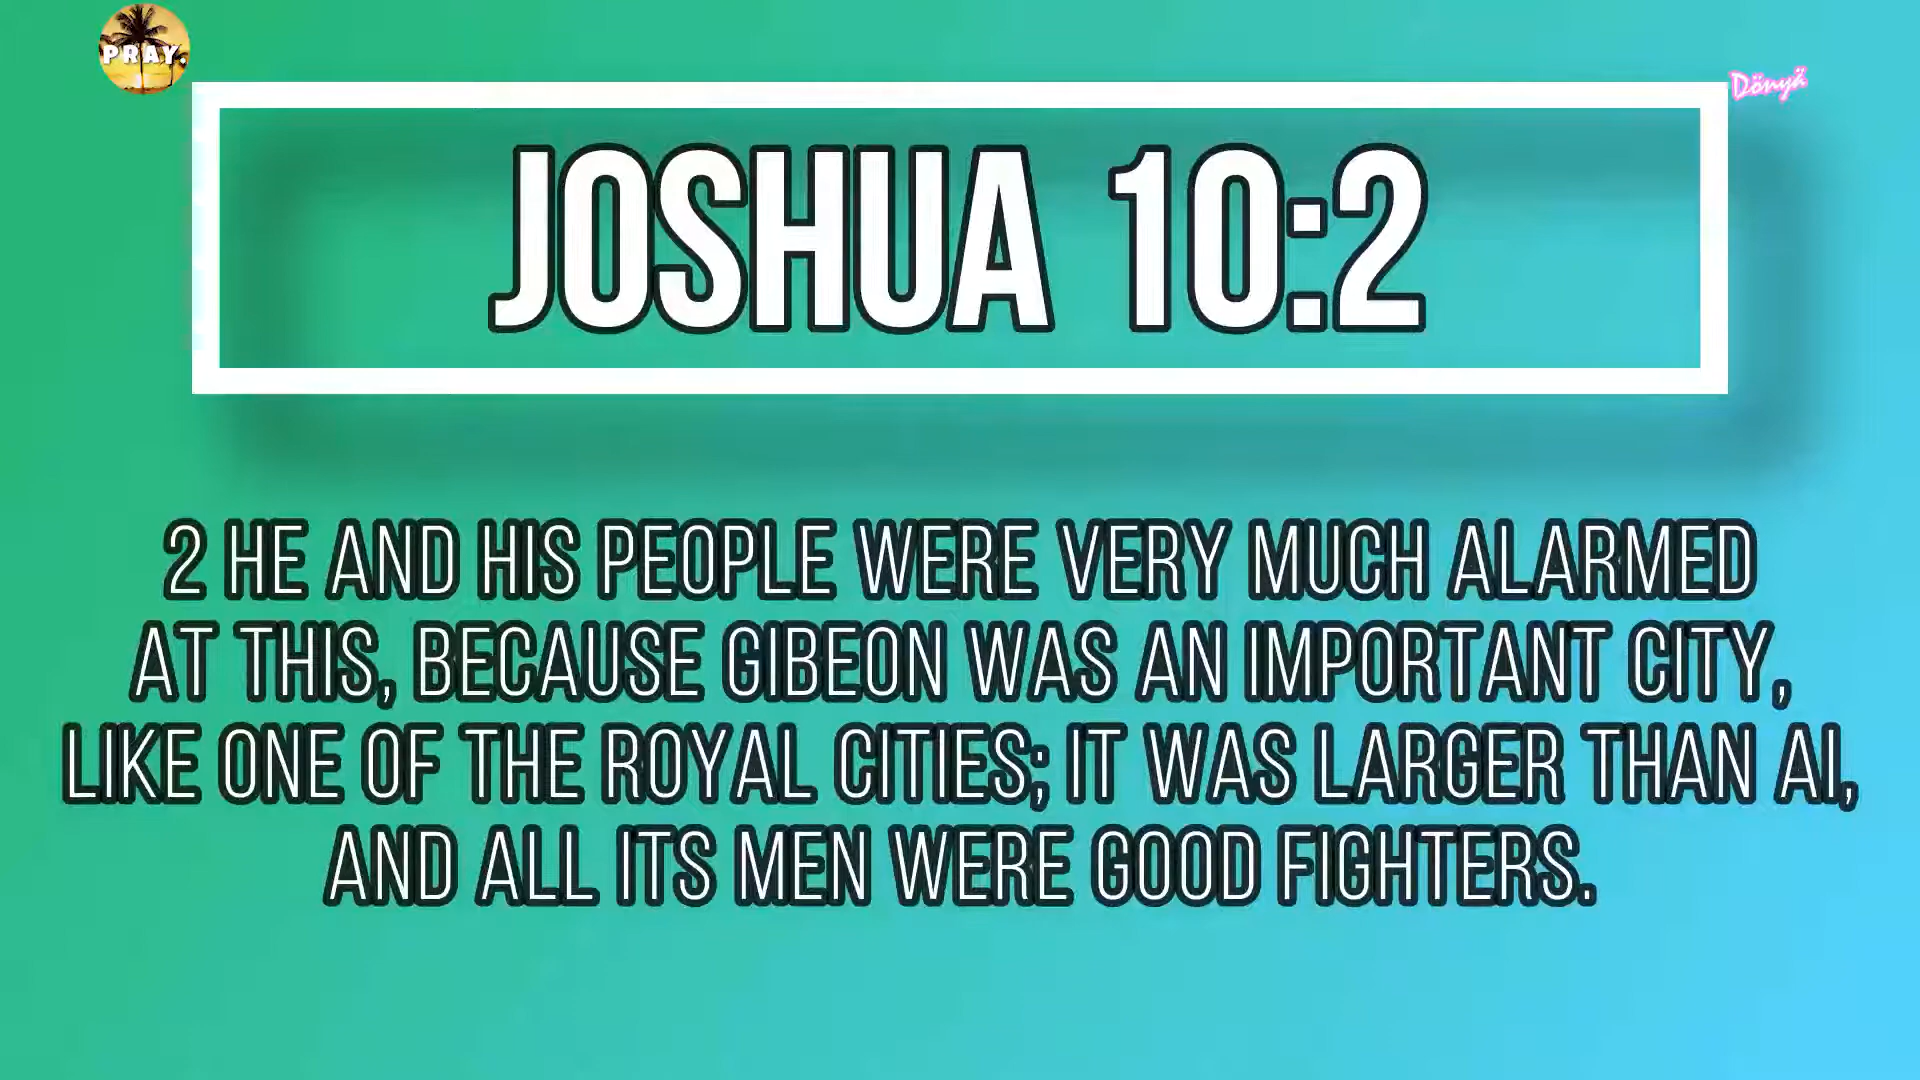 PRAY.
Dönyä
JOSHUA 10:2
2 HE AND HIS PEOPLE WERE VERY MUCH ALARMED
AT THIS, BECAUSE GIBEON WAS AN IMPORTANT CITY,
LIKE ONE OF THE ROYAL CITIES; IT WAS LARGER THAN AI,
AND ALL ITS MEN WERE GOOD FIGHTERS.